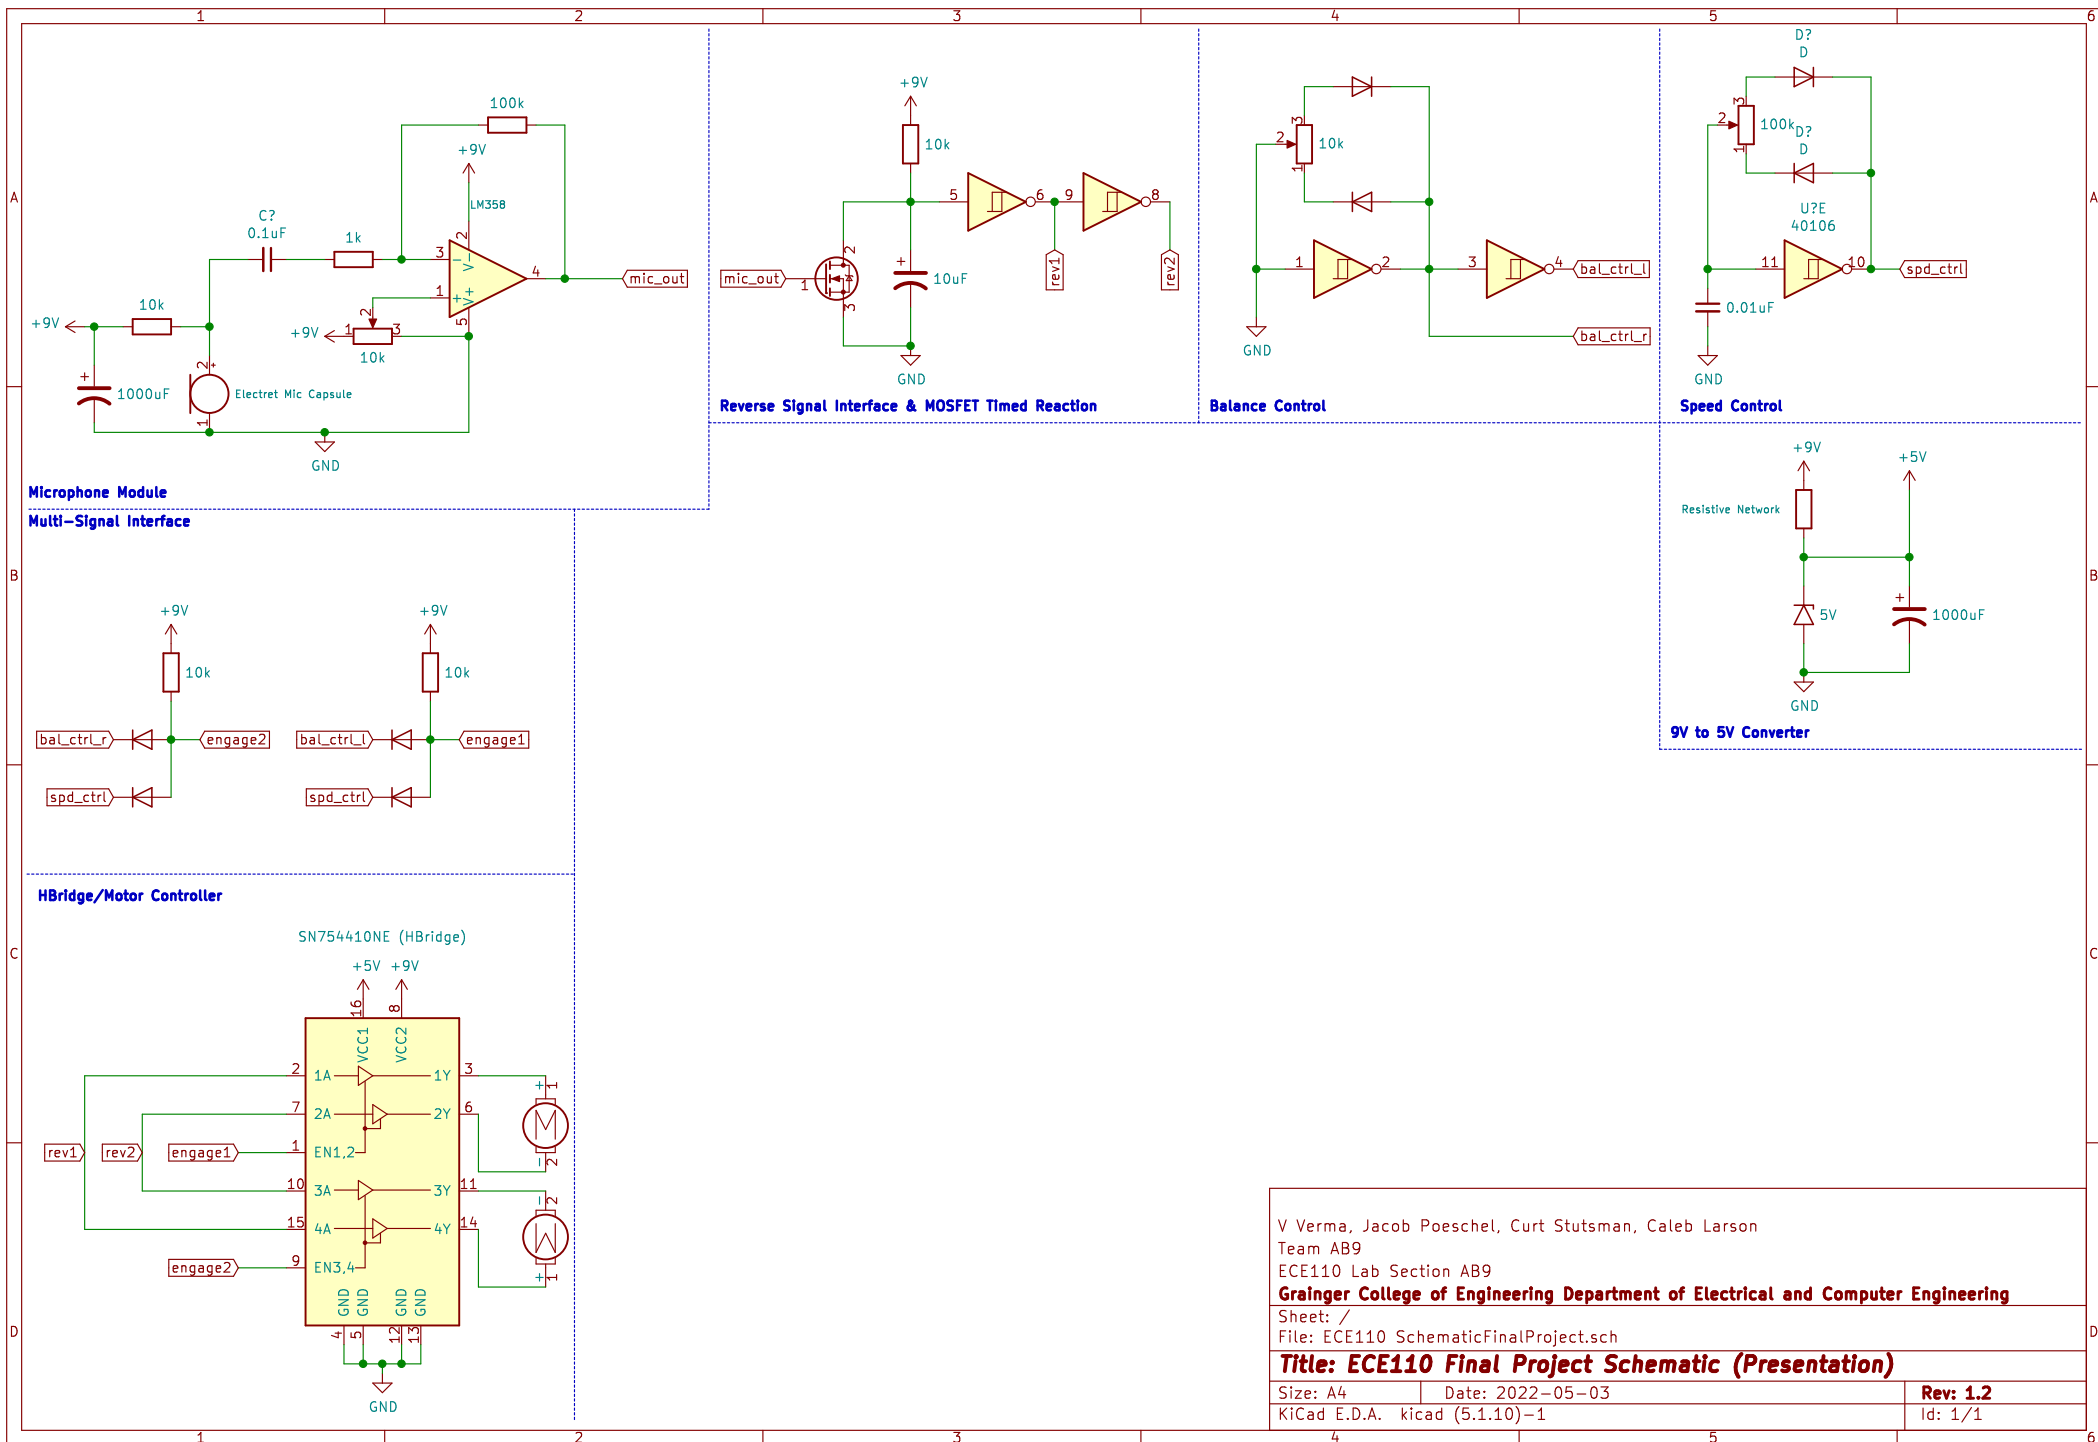 1 2 3 4 5 6
A
B
C
D
A
B
C
D
1 2 3 4 5 6
100k
+9V
LM358
C?
0.1uF
1k
2
V-
3 -
4
mic_out
1 +
V+
5
10k
+9V
+9V
2
1 3
10k
+
1000uF
2
+
Electret Mic Capsule
1
GND
Microphone Module
+9V
10k
5 6 9 8
mic_out
1
2
3
+
10uF
rev1
rev2
GND
Reverse Signal Interface & MOSFET Timed Reaction
3
2
10k
1
1 2 3 4
bal_ctrl_l
bal_ctrl_r
GND
Balance Control
D?
D
3
2
100k
1
D?
D
U?E
40106
11 10
spd_ctrl
0.01uF
GND
Speed Control
+9V
+5V
Resistive Network
5V
+
1000uF
GND
9V to 5V Converter
Multi-Signal Interface
+9V +9V
10k 10k
bal_ctrl_r engage2 bal_ctrl_l engage1
spd_ctrl spd_ctrl
HBridge/Motor Controller
SN754410NE (HBridge)
+5V +9V
16 8
VCC1 VCC2
2 1A 1Y 3
+ 1
7 2A 2Y 6
M
rev1 rev2 engage1 1 EN1,2
- 2
10 3A 3Y 11
- 2
15 4A 4Y 14
M
engage2 9 EN3,4
+ 1
GND GND GND GND
4 5 12 13
GND
V Verma, Jacob Poeschel, Curt Stutsman, Caleb Larson
Team AB9
ECE110 Lab Section AB9
Grainger College of Engineering Department of Electrical and Computer Engineering
Sheet: /
File: ECE110 SchematicFinalProject.sch
Title: ECE110 Final Project Schematic (Presentation)
Size: A4 Date: 2022-05-03 Rev: 1.2
KiCad E.D.A. kicad (5.1.10)-1 Id: 1/1